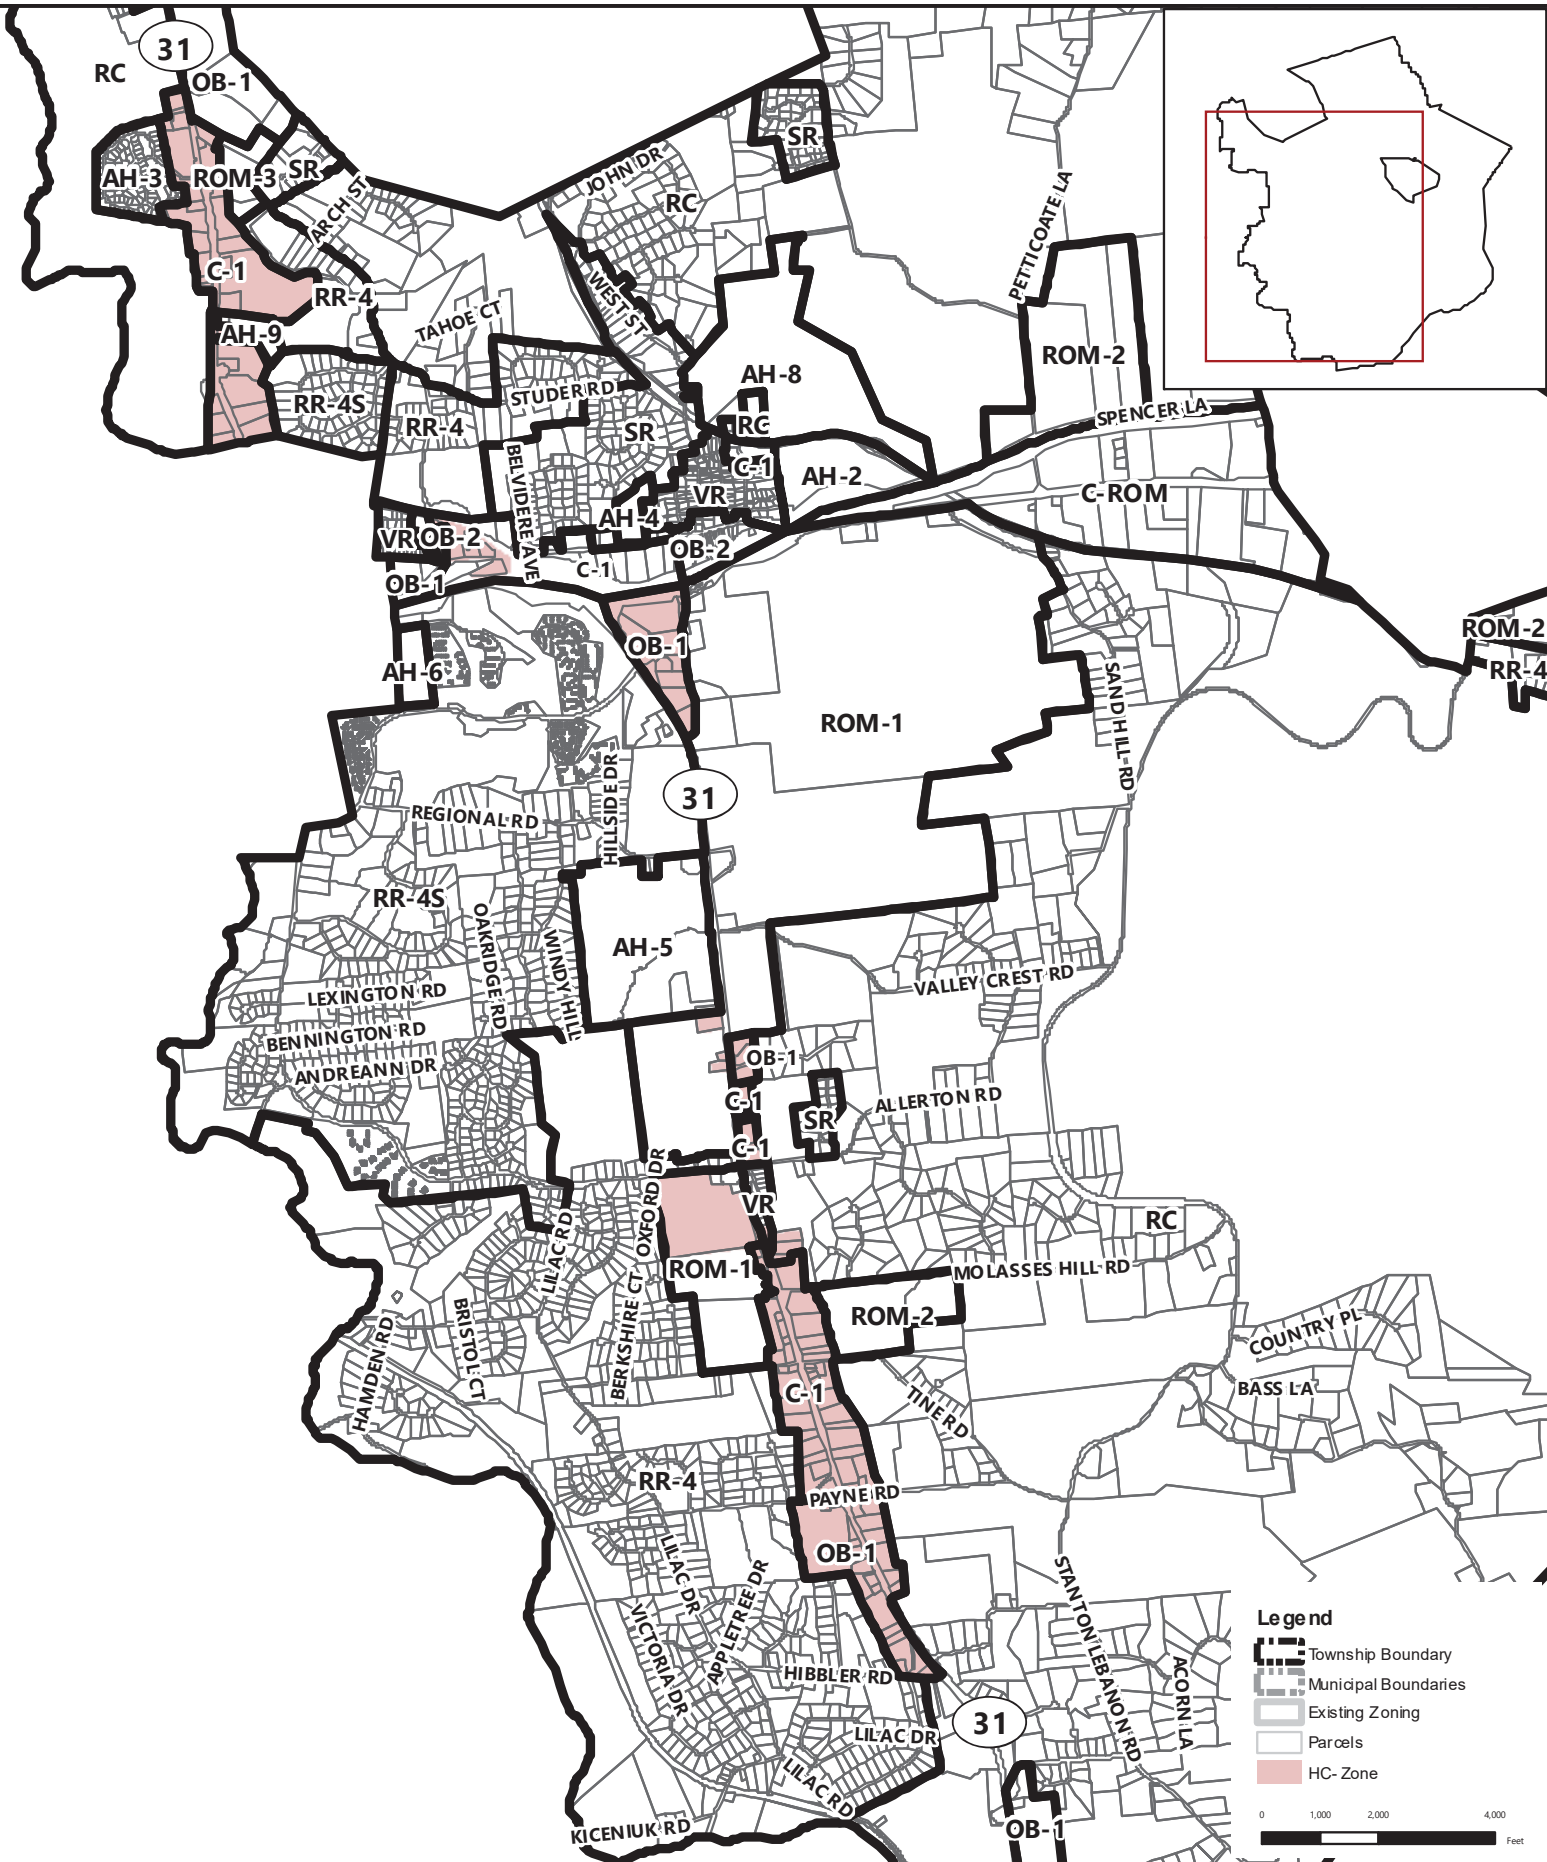 31
RC
OB-1
SR
AH-3
ROM-3
SR
JOHN DR
RC
ARCH ST
PETTICOATE LA
C-1
RR-4
WEST ST
AH-9
TAHOE CT
ROM-2
AH-8
STUDER RD
RR-4S
RR-4
SR
RC
SPENCER LA
BELVIDERE AVE
C-1
AH-2
VR
C-ROM
AH-4
VR
OB-2
OB-2
C-1
OB-1
ROM-2
OB-1
AH-6
RR-4
SAND HILL RD
ROM-1
HILLSIDE DR
31
REGIONAL RD
RR-4S
OAKRIDGE RD
WINDY HILL
AH-5
VALLEY CREST RD
LEXINGTON RD
BENNINGTON RD
ANDREANN DR
OB-1
C-1
ALLERTON RD
SR
C-1
OXFORD DR
VR
RC
LILAC RD
ROM-1
MOLASSES HILL RD
BERKSHIRE CT
BRISTOL CT
HAMDEN RD
ROM-2
COUNTRY PL
C-1
BASS LA
TINE RD
RR-4
PAYNE RD
OB-1
LILAC DR
APPLETREE DR
VICTORIA DR
STANTON LEBANON RD
ACORN LA
HIBBLER RD
31
LILAC DR
LILAC RD
KICENIUK RD
OB-1
Legend
Township Boundary
Municipal Boundaries
Existing Zoning
Parcels
HC- Zone
0 1,000 2,000 4,000
Feet